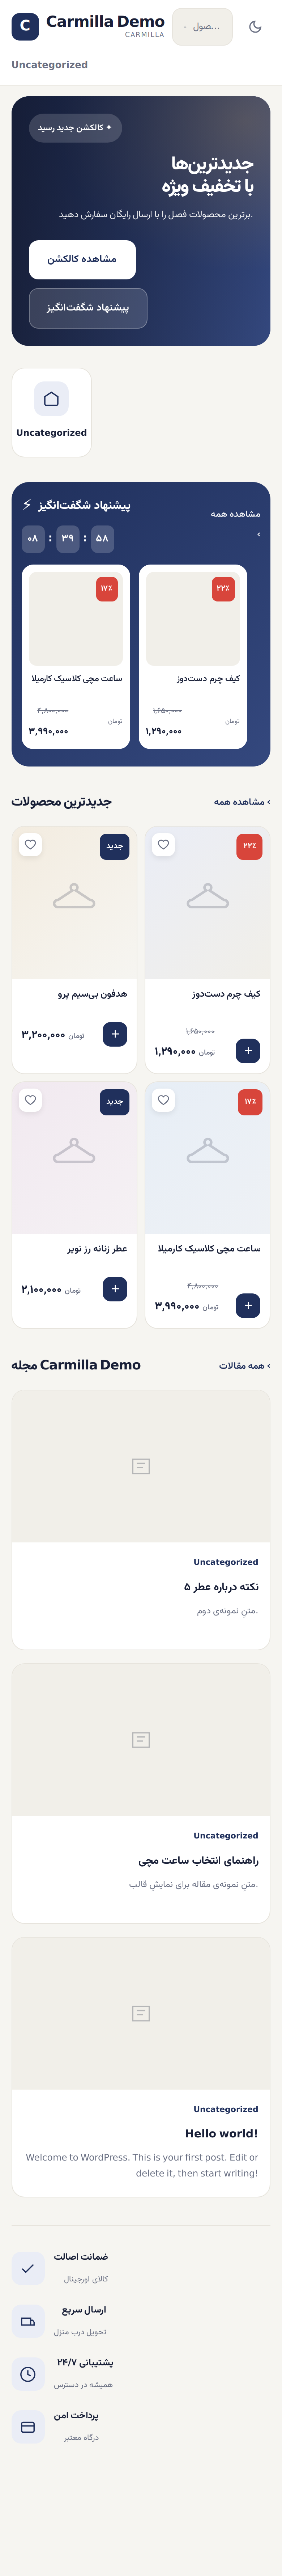 C
Carmilla Demo
CARMILLA
صول...
Uncategorized
✦ کالکشن جدید رسید
جدیدترین‌ها
با تخفیف ویژه
برترین محصولات فصل را با ارسال رایگان سفارش دهید.
مشاهده کالکشن
پیشنهاد شگفت‌انگیز
Uncategorized
پیشنهاد شگفت‌انگیز ⚡
مشاهده همه ›
۰۸ : ۳۹ : ۵۸
۱۷٪
ساعت مچی کلاسیک کارمیلا
۴,۸۰۰,۰۰۰
۳,۹۹۰,۰۰۰ تومان
۲۲٪
کیف چرم دست‌دوز
۱,۶۵۰,۰۰۰
۱,۲۹۰,۰۰۰ تومان
جدیدترین محصولات
مشاهده همه ›
جدید
هدفون بی‌سیم پرو
۳,۲۰۰,۰۰۰ تومان
۲۲٪
کیف چرم دست‌دوز
۱,۶۵۰,۰۰۰
۱,۲۹۰,۰۰۰ تومان
جدید
عطر زنانه رز نویر
۲,۱۰۰,۰۰۰ تومان
۱۷٪
ساعت مچی کلاسیک کارمیلا
۴,۸۰۰,۰۰۰
۳,۹۹۰,۰۰۰ تومان
مجله Carmilla Demo
همه مقالات ›
Uncategorized
۵ نکته درباره عطر
متنِ نمونه‌ی دوم.
Uncategorized
راهنمای انتخاب ساعت مچی
متنِ نمونه‌ی مقاله برای نمایشِ قالب.
Uncategorized
Hello world!
Welcome to WordPress. This is your first post. Edit or
delete it, then start writing!
ضمانت اصالت
کالای اورجینال
ارسال سریع
تحویل درب منزل
پشتیبانی ۲۴/۷
همیشه در دسترس
پرداخت امن
درگاه معتبر